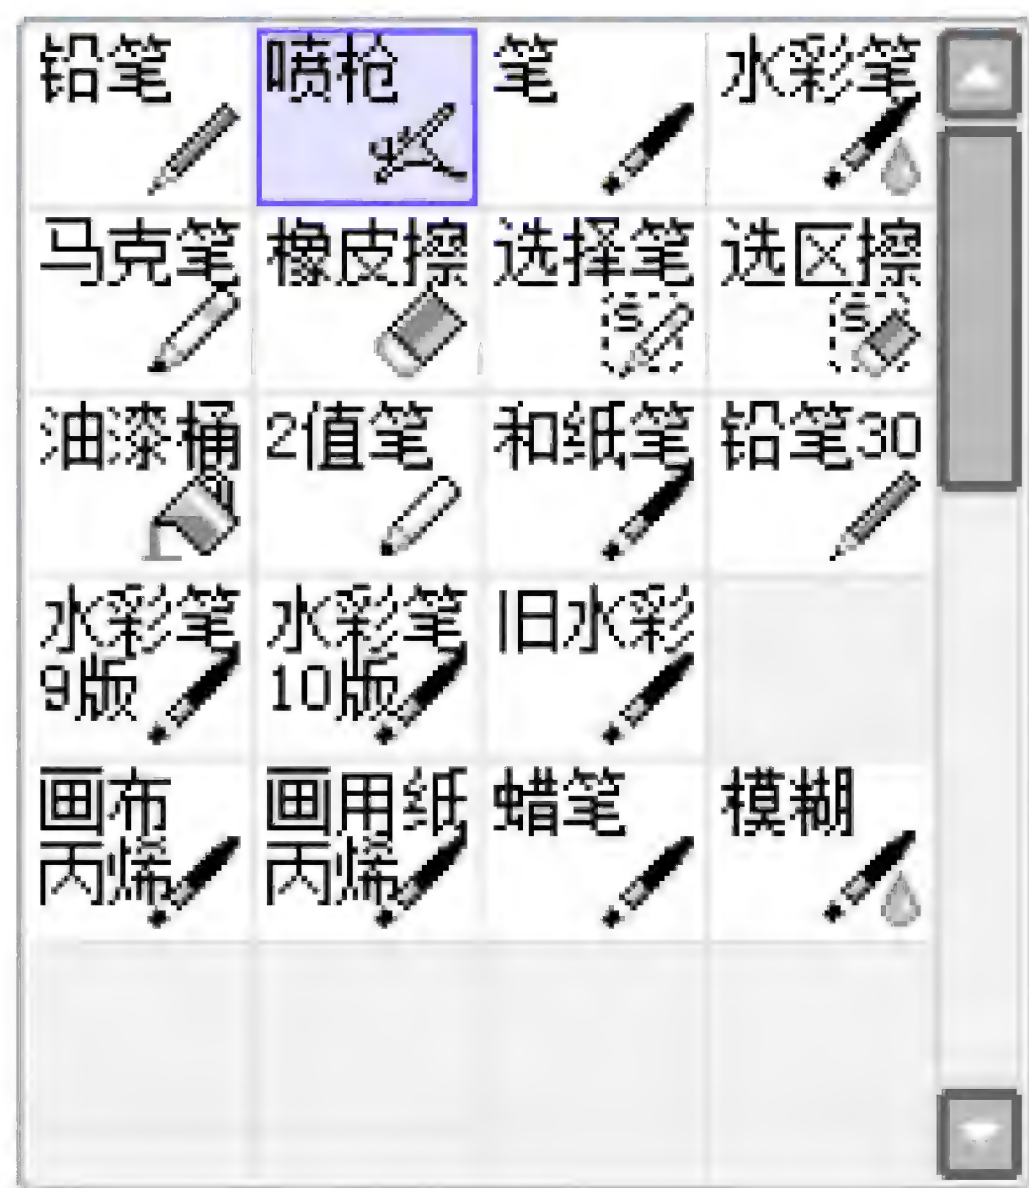 铅笔
喷枪
笔
水彩笔
马克笔
橡皮擦
选择笔
选区擦
油漆桶
2值笔
和纸笔
铅笔30
水彩笔
9版
水彩笔
10版
旧水彩
画布
丙烯
画用纸
丙烯
蜡笔
模糊